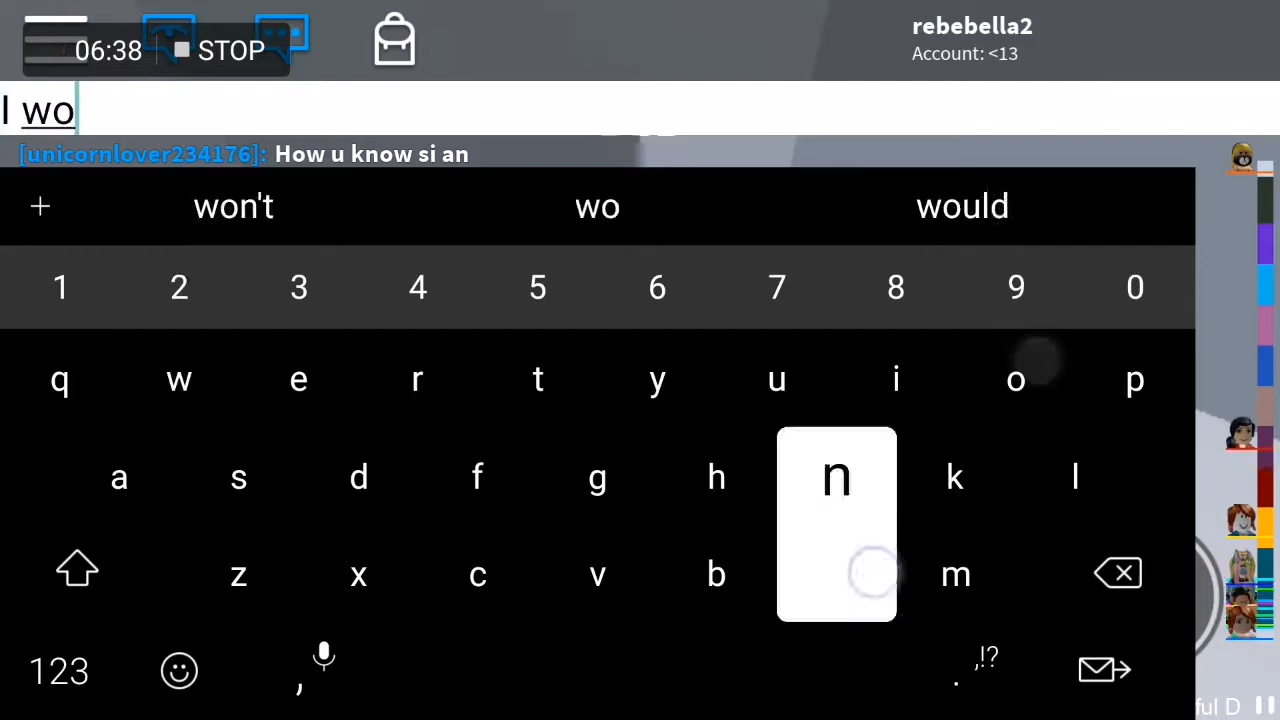 rebebella2
Account: <13
06:38 STOP
I wo
[unicornlover234176]: How u know si an
+ won't wo would
1 2 3 4 5 6 7 8 9 0
q w e r t y u i o p
a s d f g h n k l
z x c v b m
123 , . ,!?
ful D